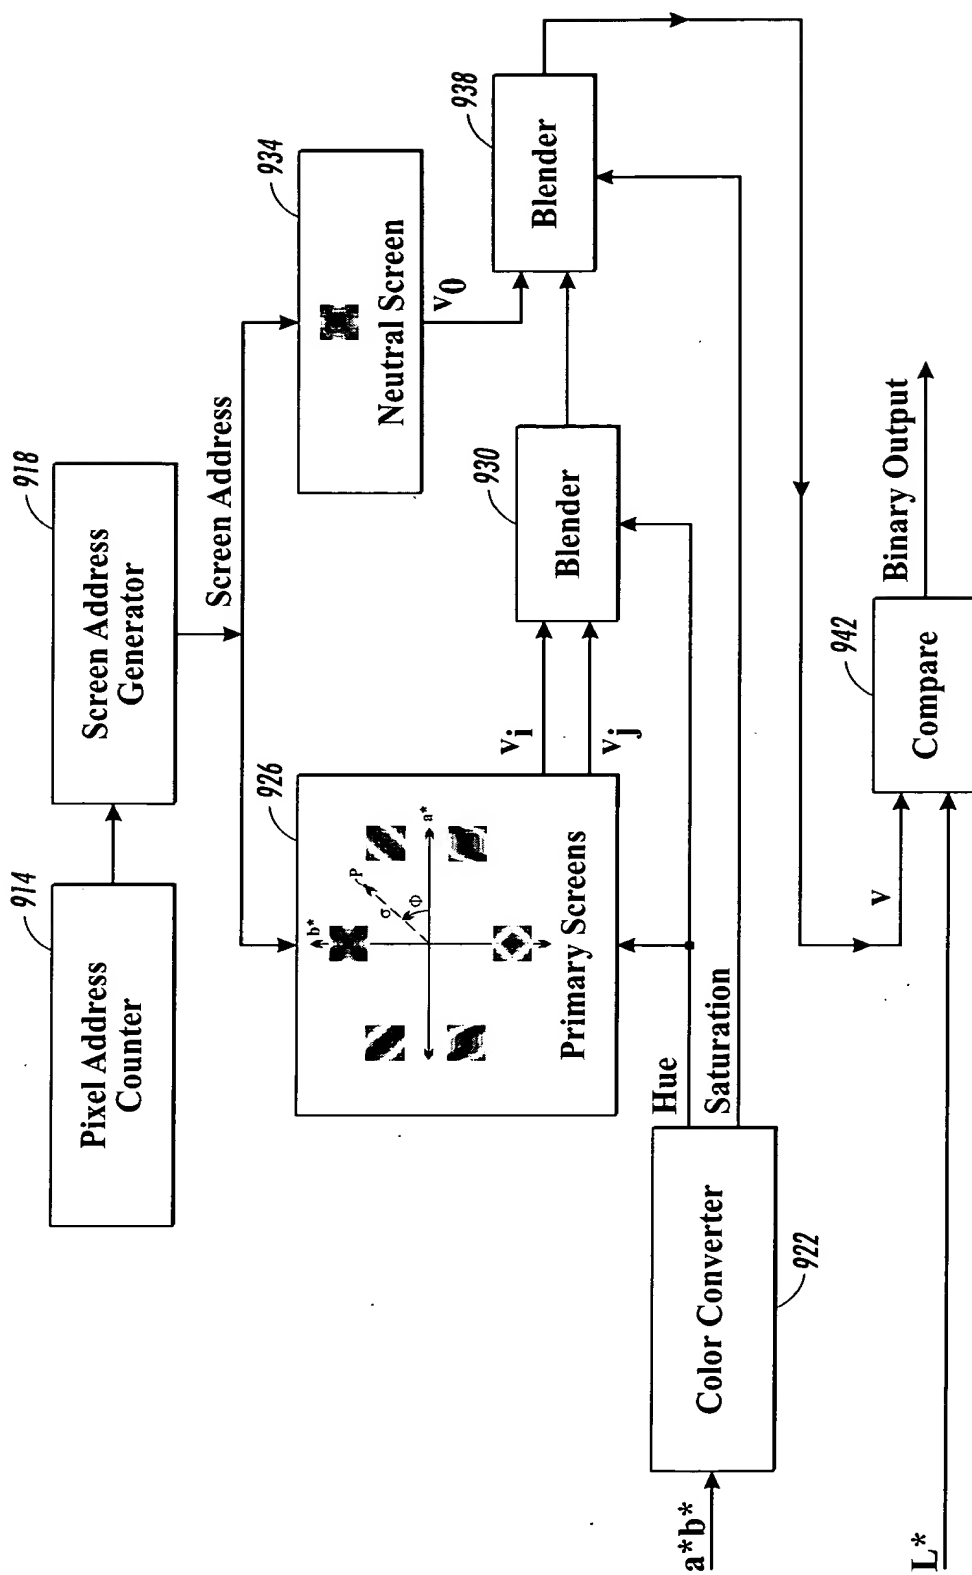 914
Pixel Address
Counter
918
Screen Address
Generator
Screen Address
926
b*
P
σ
Φ
a*
Primary Screens
934
Neutral Screen
v0
vi
vj
930
Blender
938
Blender
a*b*
Color Converter
922
Hue
Saturation
L*
v
942
Compare
Binary Output